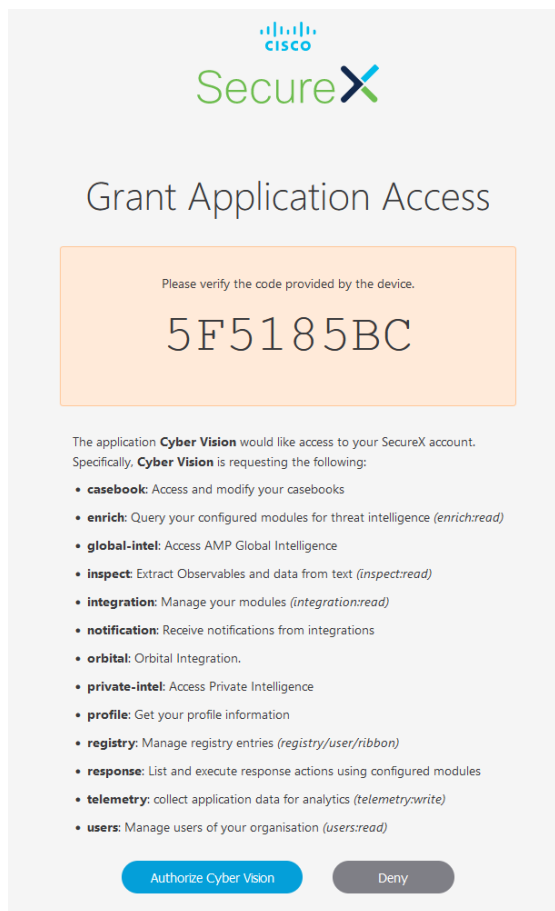 CISCO
SecureX
Grant Application Access
Please verify the code provided by the device.
5F5185BC
The application Cyber Vision would like access to your SecureX account.
Specifically, Cyber Vision is requesting the following:
• casebook: Access and modify your casebooks
• enrich: Query your configured modules for threat intelligence (enrich:read)
• global-intel: Access AMP Global Intelligence
• inspect: Extract Observables and data from text (inspect:read)
• integration: Manage your modules (integration:read)
• notification: Receive notifications from integrations
• orbital: Orbital Integration.
• private-intel: Access Private Intelligence
• profile: Get your profile information
• registry: Manage registry entries (registry/user/ribbon)
• response: List and execute response actions using configured modules
• telemetry: collect application data for analytics (telemetry:write)
• users: Manage users of your organisation (users:read)
Authorize Cyber Vision Deny